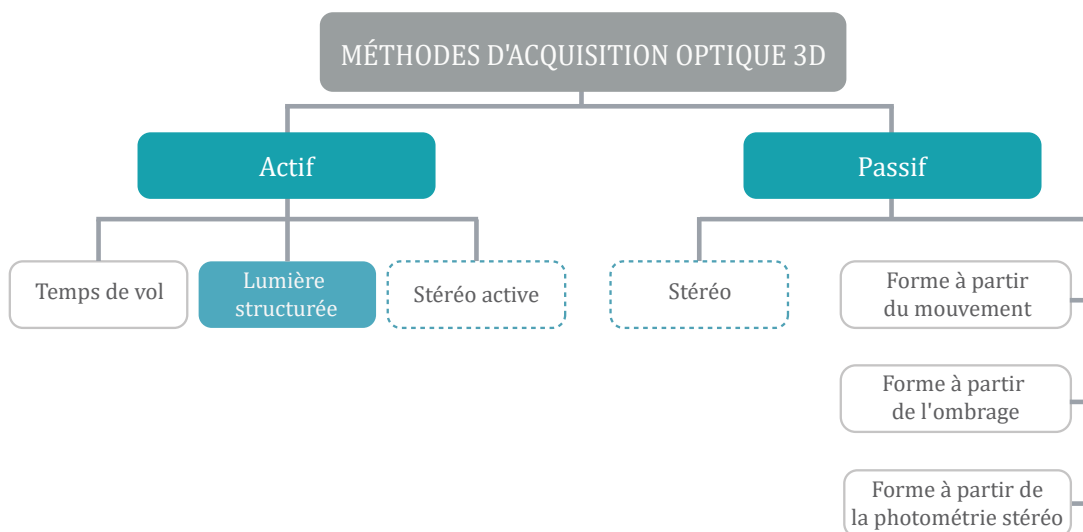 MÉTHODES D'ACQUISITION OPTIQUE 3D
Actif
Passif
Temps de vol
Lumière
structurée
Stéréo active
Stéréo
Forme à partir
du mouvement
Forme à partir
de l'ombrage
Forme à partir de
la photométrie stéréo